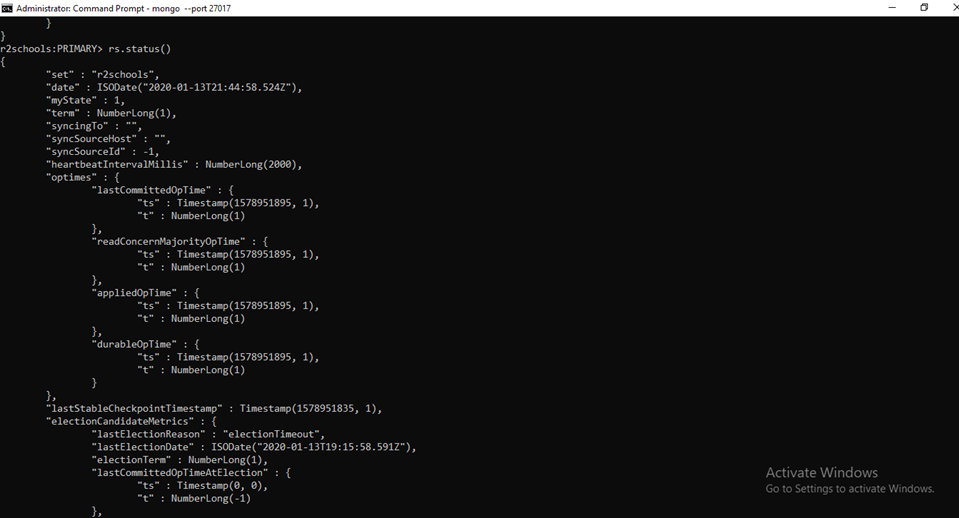 Administrator: Command Prompt - mongo --port 27017
        }
}
r2schools:PRIMARY> rs.status()
{
        "set" : "r2schools",
        "date" : ISODate("2020-01-13T21:44:58.524Z"),
        "myState" : 1,
        "term" : NumberLong(1),
        "syncingTo" : "",
        "syncSourceHost" : "",
        "syncSourceId" : -1,
        "heartbeatIntervalMillis" : NumberLong(2000),
        "optimes" : {
                "lastCommittedOpTime" : {
                        "ts" : Timestamp(1578951895, 1),
                        "t" : NumberLong(1)
                },
                "readConcernMajorityOpTime" : {
                        "ts" : Timestamp(1578951895, 1),
                        "t" : NumberLong(1)
                },
                "appliedOpTime" : {
                        "ts" : Timestamp(1578951895, 1),
                        "t" : NumberLong(1)
                },
                "durableOpTime" : {
                        "ts" : Timestamp(1578951895, 1),
                        "t" : NumberLong(1)
                }
        },
        "lastStableCheckpointTimestamp" : Timestamp(1578951835, 1),
        "electionCandidateMetrics" : {
                "lastElectionReason" : "electionTimeout",
                "lastElectionDate" : ISODate("2020-01-13T19:15:58.591Z"),
                "electionTerm" : NumberLong(1),
                "lastCommittedOpTimeAtElection" : {
                        "ts" : Timestamp(0, 0),
                        "t" : NumberLong(-1)
                },
Activate Windows
Go to Settings to activate Windows.